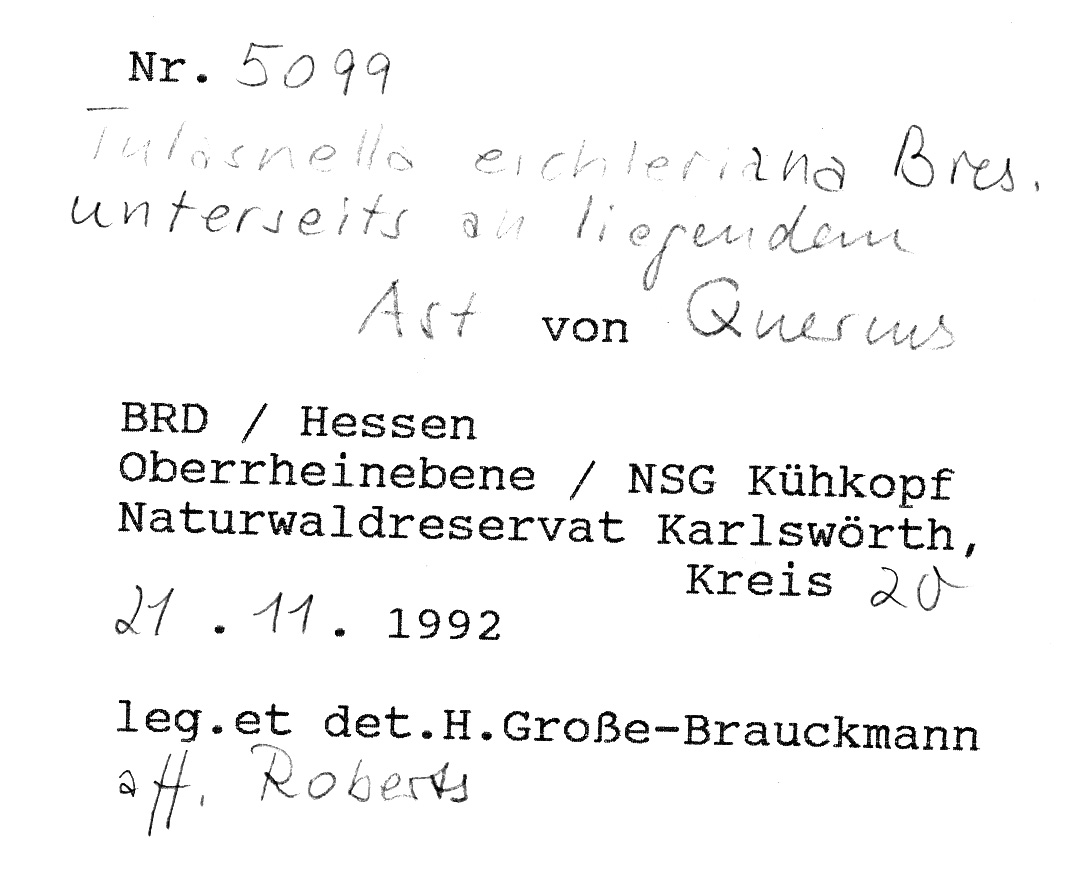 Nr. 5099
Tulasnella eichleriana Bres.
unterseits an liegendem
Ast von Quercus
BRD / Hessen
Oberrheinebene / NSG Kühkopf
Naturwaldreservat Karlswörth,
Kreis 20
21 . 11 . 1992
leg.et det.H.Große-Brauckmann
aff. Roberts